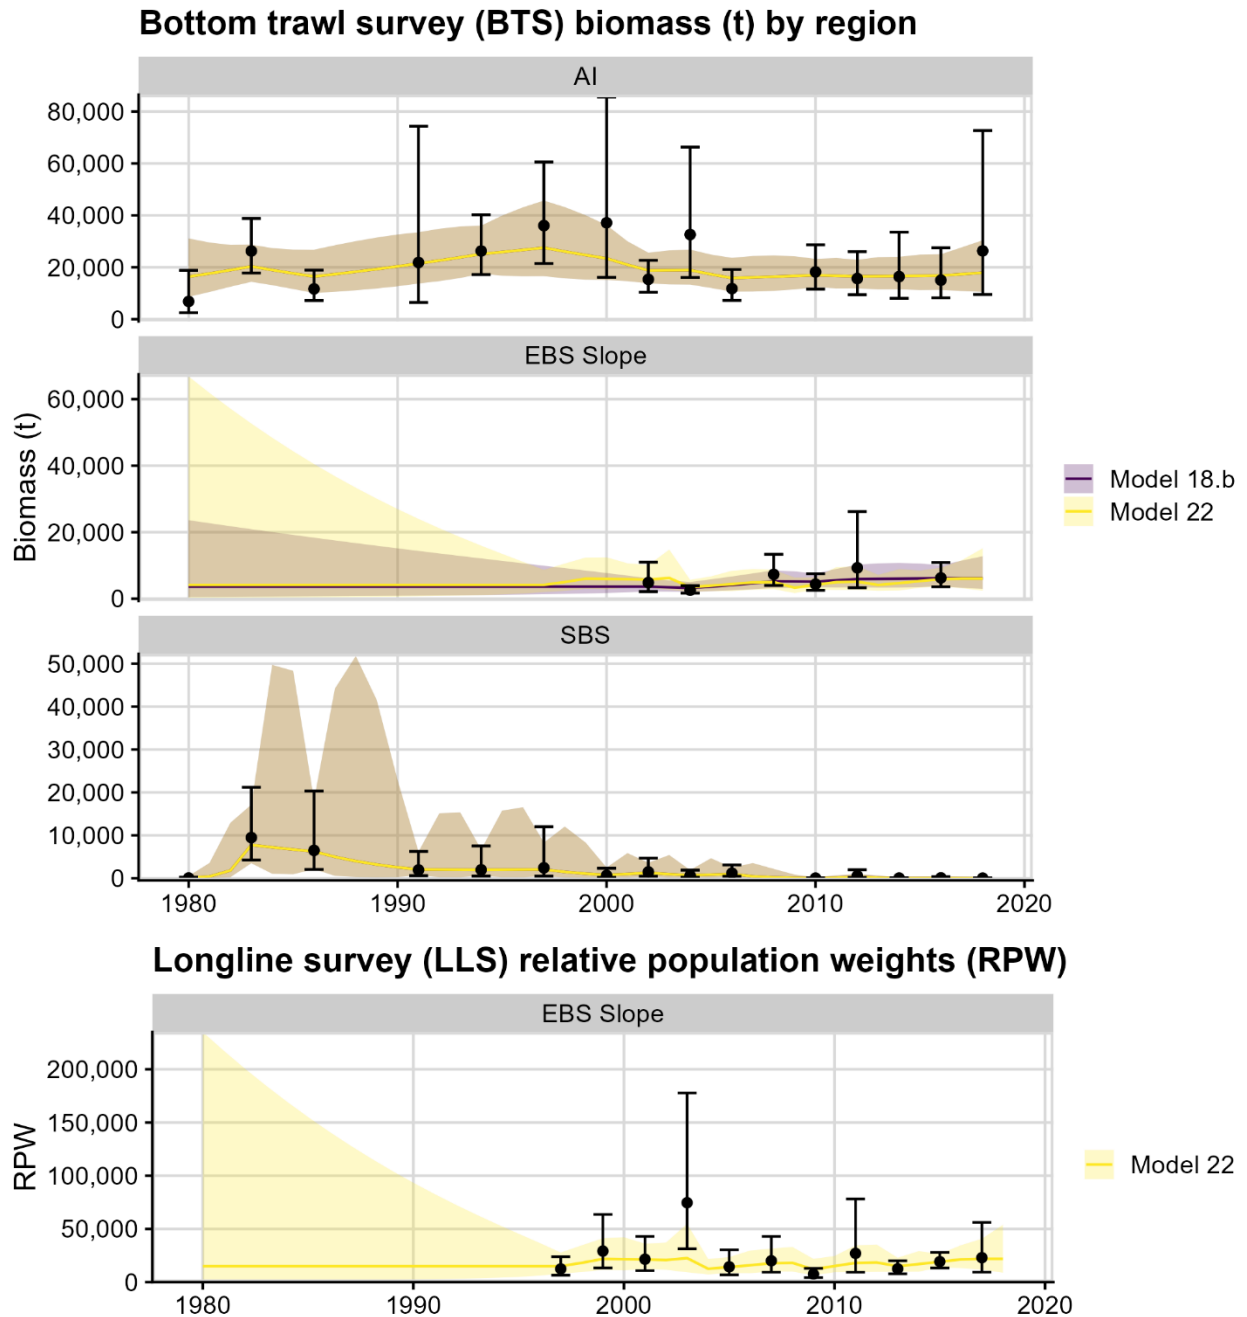 Bottom trawl survey (BTS) biomass (t) by region
AI
80,000
60,000
40,000
20,000
0
EBS Slope
60,000
40,000
20,000
0
Biomass (t)
Model 18.b
Model 22
SBS
50,000
40,000
30,000
20,000
10,000
0
1980 1990 2000 2010 2020
Longline survey (LLS) relative population weights (RPW)
EBS Slope
200,000
150,000
100,000
50,000
0
RPW
Model 22
1980 1990 2000 2010 2020